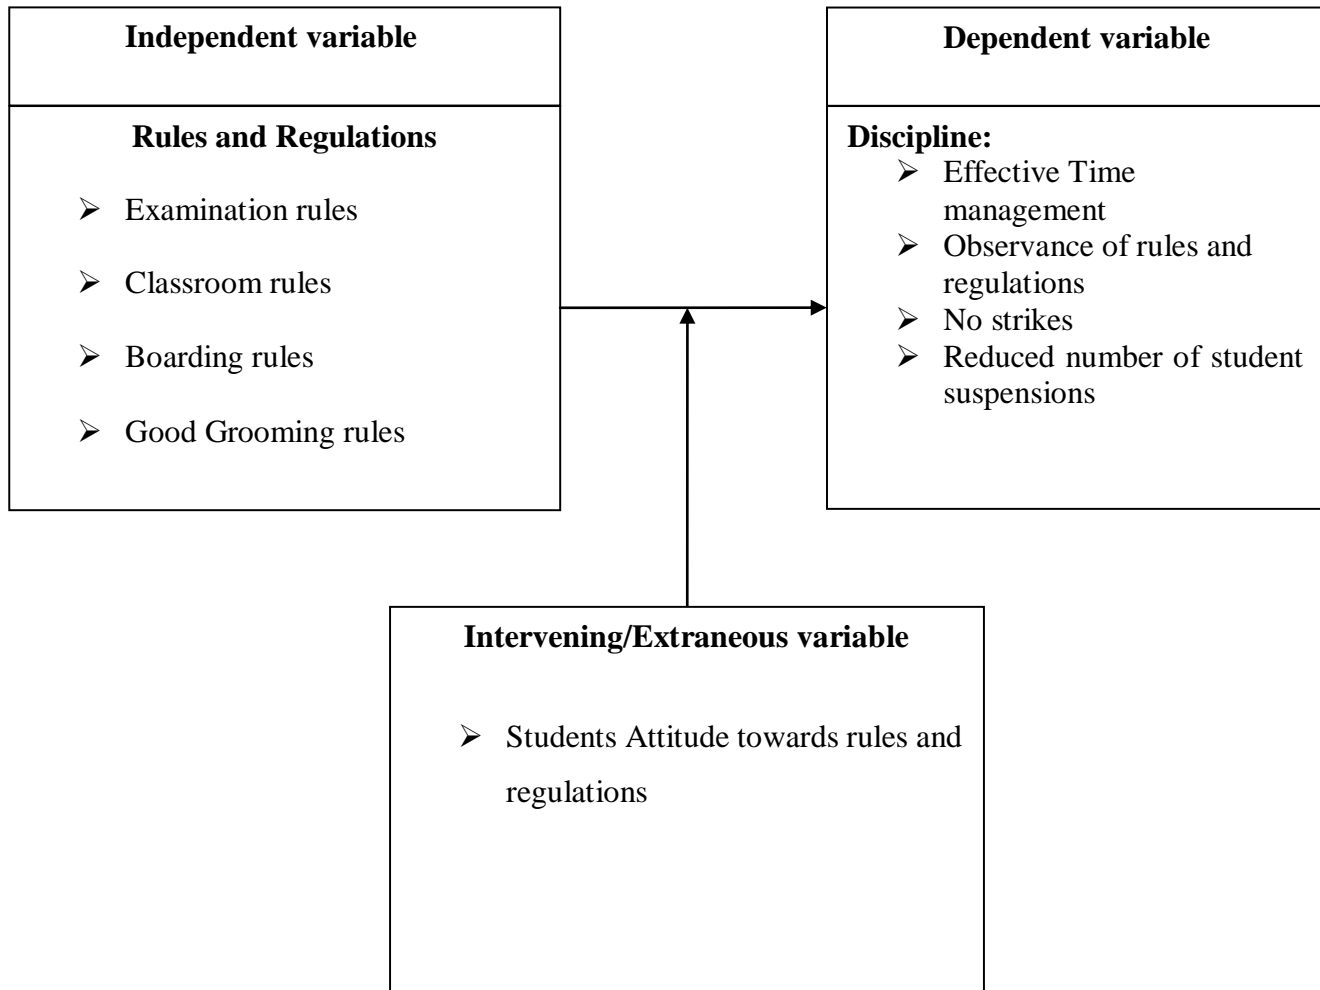 Independent variable
Rules and Regulations
➢ Examination rules
➢ Classroom rules
➢ Boarding rules
➢ Good Grooming rules
Dependent variable
Discipline:
➢ Effective Time
management
➢ Observance of rules and
regulations
➢ No strikes
➢ Reduced number of student
suspensions
Intervening/Extraneous variable
➢ Students Attitude towards rules and
regulations